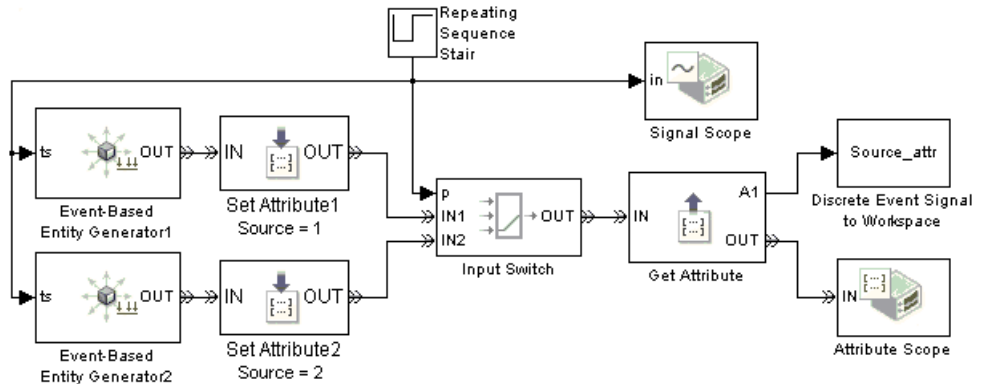 Repeating
Sequence
Stair
in
Signal Scope
ts
OUT
Event-Based
Entity Generator1
IN
OUT
Set Attribute1
Source = 1
p
IN1
IN2
OUT
Input Switch
IN
A1
OUT
Get Attribute
Source_attr
Discrete Event Signal
to Workspace
ts
OUT
Event-Based
Entity Generator2
IN
OUT
Set Attribute2
Source = 2
IN
Attribute Scope